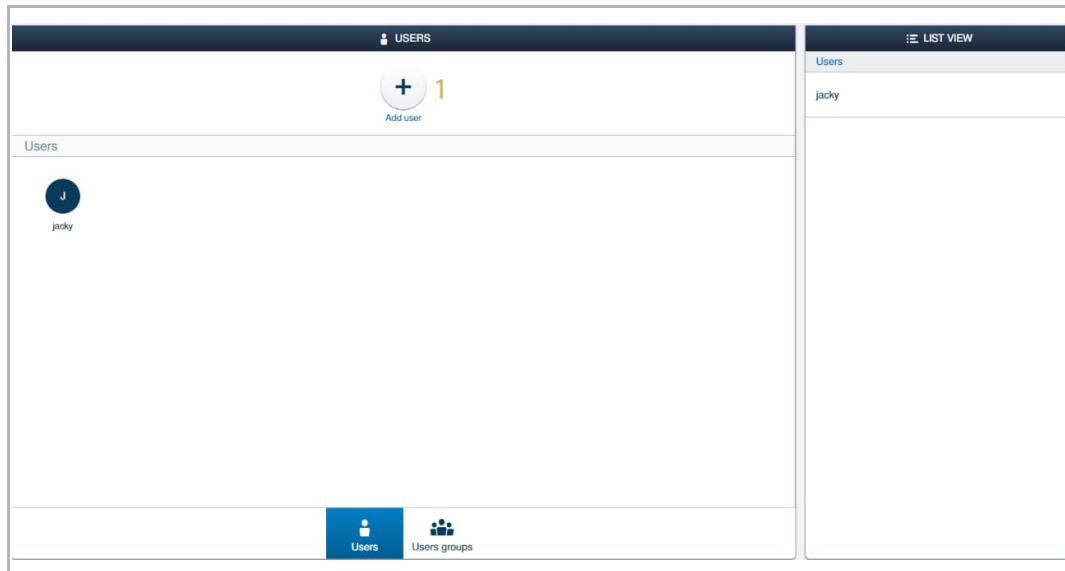 USERS
1
Add user
Users
J
jacky
Users
Users groups
LIST VIEW
Users
jacky